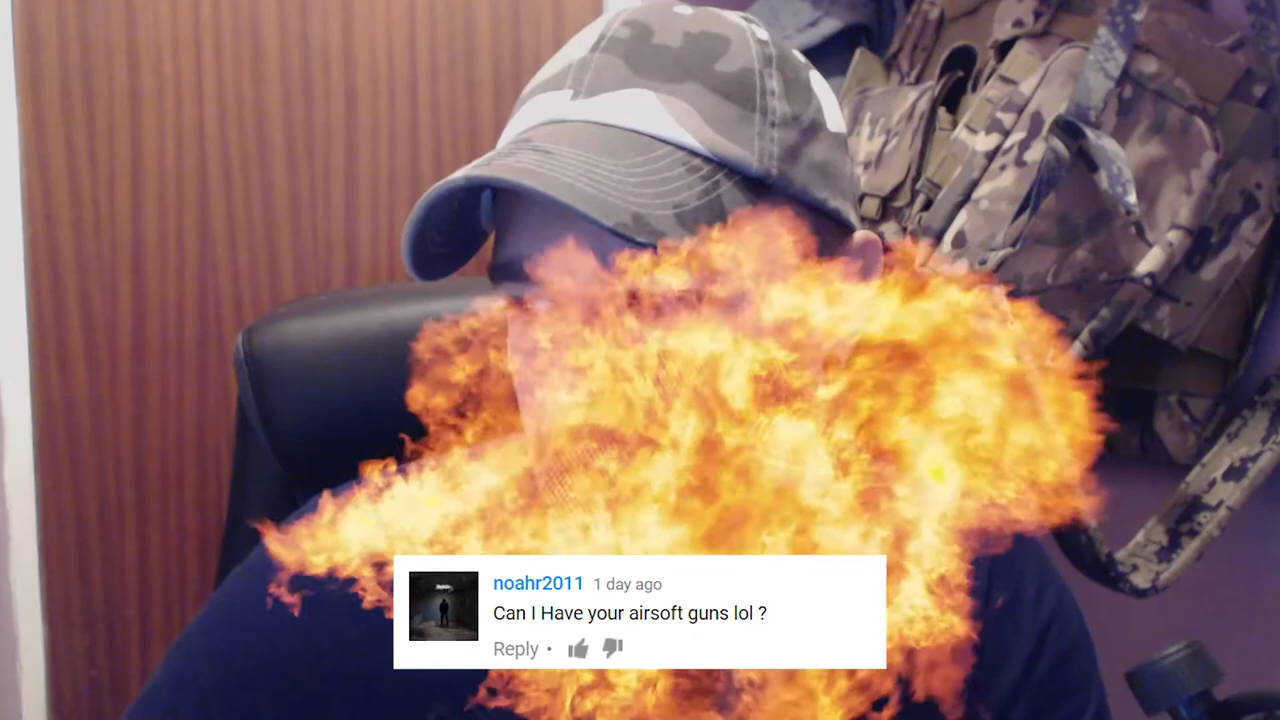 noahr2011 1 day ago
Can I Have your airsoft guns lol ?
Reply •